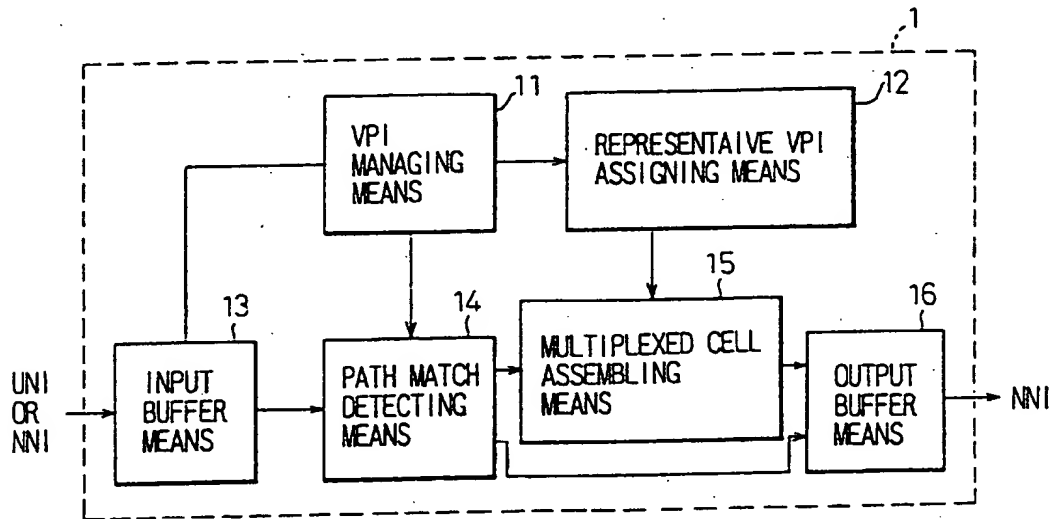 1
11
VPI
MANAGING
MEANS
12
REPRESENTAIVE VPI
ASSIGNING MEANS
13
INPUT
BUFFER
MEANS
14
PATH MATCH
DETECTING
MEANS
15
MULTIPLEXED CELL
ASSEMBLING
MEANS
16
OUTPUT
BUFFER
MEANS
UNI
OR
NNI
NNI